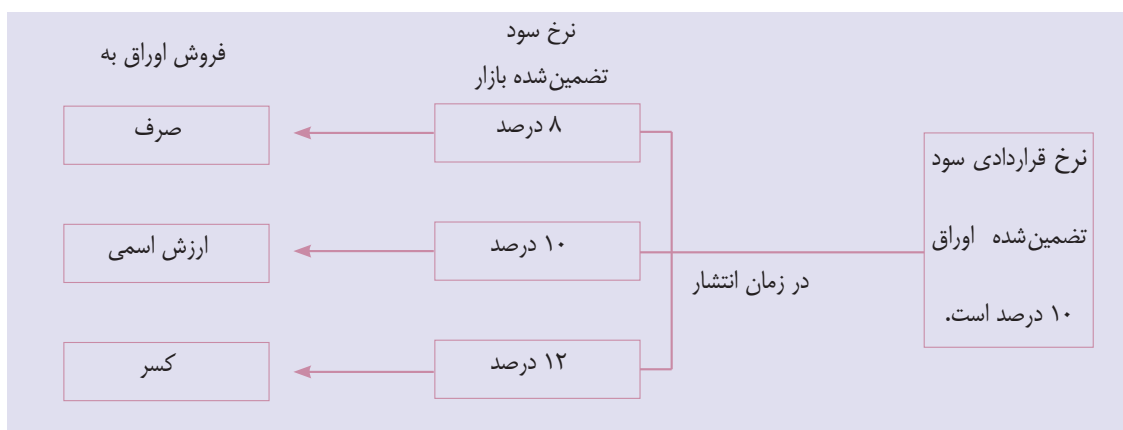 نرخ قراردادی سود
تضمین‌شده اوراق
۱۰ درصد است.
در زمان انتشار
نرخ سود
تضمین‌شده بازار
۸ درصد
۱۰ درصد
۱۲ درصد
فروش اوراق به
صرف
ارزش اسمی
کسر